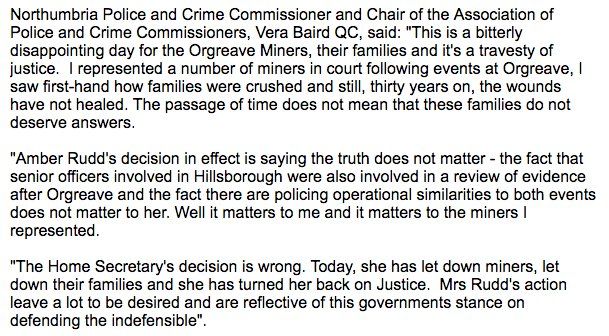 Northumbria Police and Crime Commissioner and Chair of the Association of
Police and Crime Commissioners, Vera Baird QC, said: "This is a bitterly
disappointing day for the Orgreave Miners, their families and it's a travesty of
justice.  I represented a number of miners in court following events at Orgreave, I
saw first-hand how families were crushed and still, thirty years on, the wounds
have not healed. The passage of time does not mean that these families do not
deserve answers.

"Amber Rudd's decision in effect is saying the truth does not matter - the fact that
senior officers involved in Hillsborough were also involved in a review of evidence
after Orgreave and the fact there are policing operational similarities to both events
does not matter to her. Well it matters to me and it matters to the miners I
represented.

"The Home Secretary's decision is wrong. Today, she has let down miners, let
down their families and she has turned her back on Justice.  Mrs Rudd's action
leave a lot to be desired and are reflective of this governments stance on
defending the indefensible".